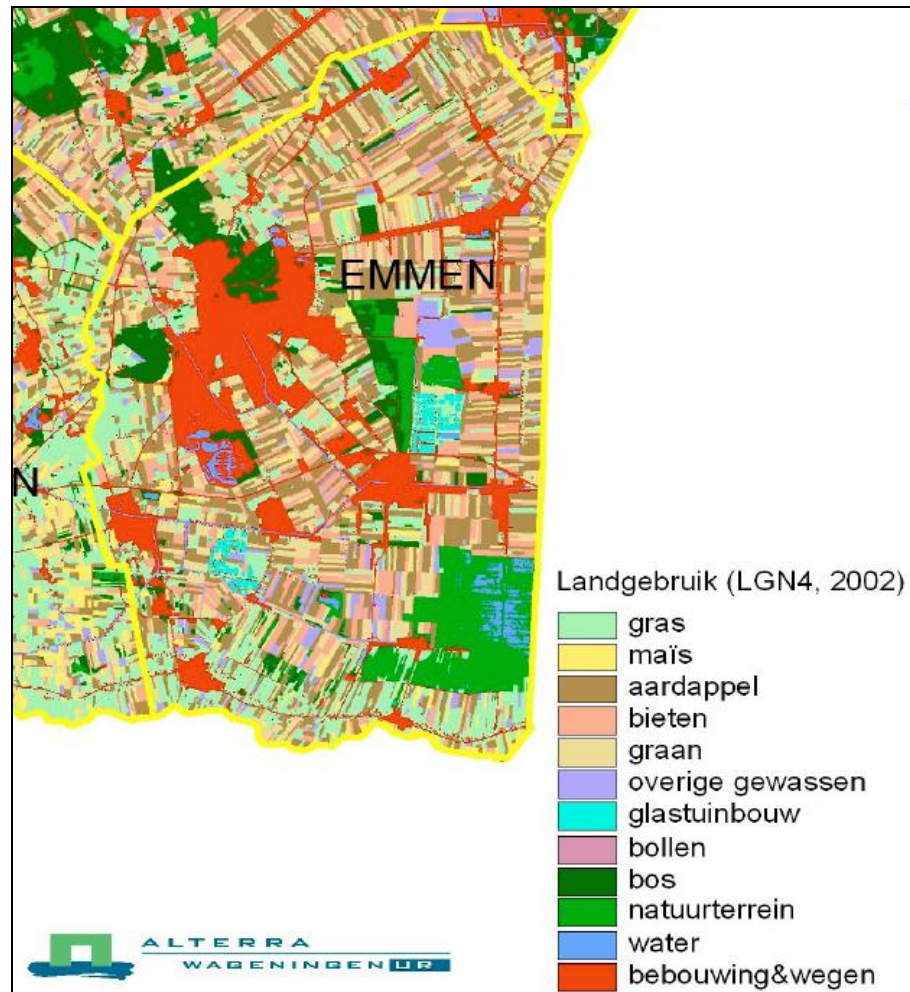 EMMEN
N
Landgebruik (LGN4, 2002)
gras
maïs
aardappel
bieten
graan
overige gewassen
glastuinbouw
bollen
bos
natuurterrein
water
bebouwing&wegen
ALTERRA
WAGENINGEN UR